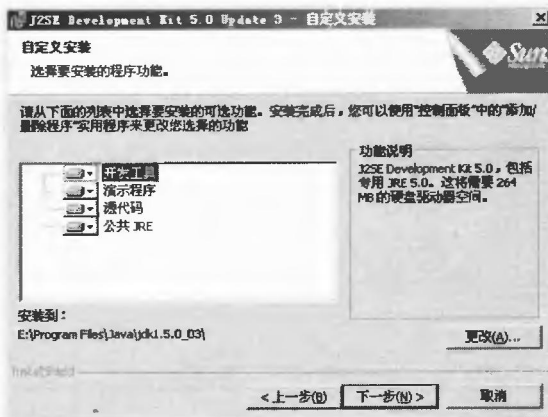 J2SE Development Kit 5.0 Update 3 - 自定义安装
自定义安装
选择要安装的程序功能。
Sun
请从下面的列表中选择要安装的可选功能。安装完成后，您可以使用"控制面板"中的"添加/
删除程序"实用程序来更改您选择的功能
开发工具
演示程序
源代码
公共 JRE
功能说明
J2SE Development Kit 5.0，包括
专用 JRE 5.0。这将需要 264
MB 的硬盘驱动器空间。
安装到：
E:\Program Files\Java\jdk1.5.0_03\
更改(A)...
InstallShield
<上一步(B)
下一步(N) >
取消